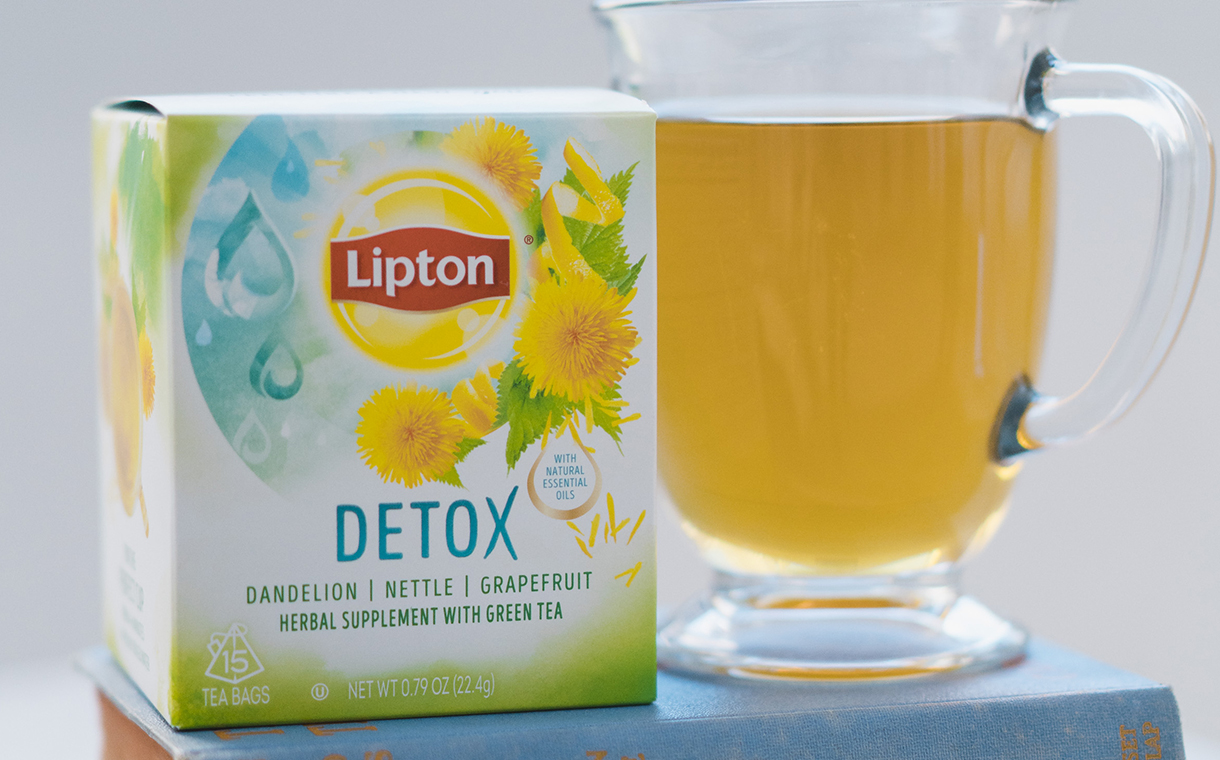 Lipton
®
WITH
NATURAL
ESSENTIAL
OILS
DETOX
DANDELION | NETTLE | GRAPEFRUIT
HERBAL SUPPLEMENT WITH GREEN TEA
15
TEA BAGS
U NET WT 0.79 OZ (22.4g)